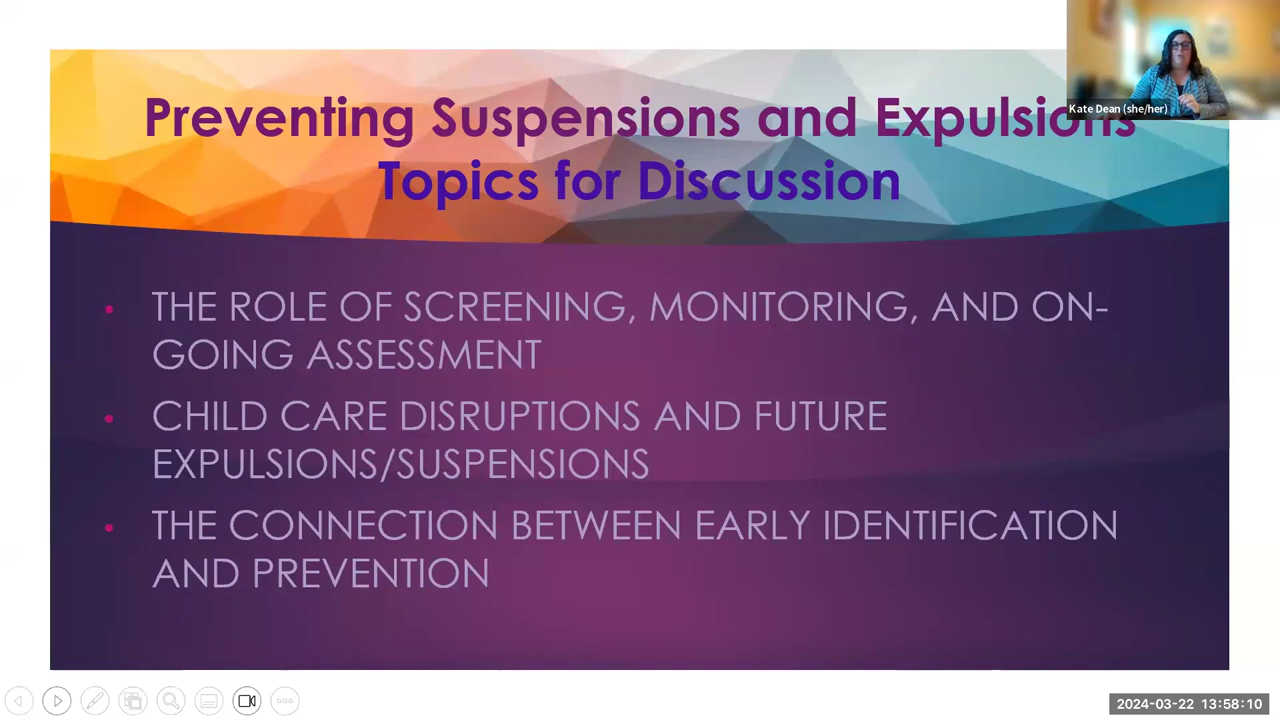 Preventing Suspensions and Expulsions
Topics for Discussion
Kate Dean (she/her)
• THE ROLE OF SCREENING, MONITORING, AND ON-
GOING ASSESSMENT
• CHILD CARE DISRUPTIONS AND FUTURE
EXPULSIONS/SUSPENSIONS
• THE CONNECTION BETWEEN EARLY IDENTIFICATION
AND PREVENTION
2024-03-22 13:58:10